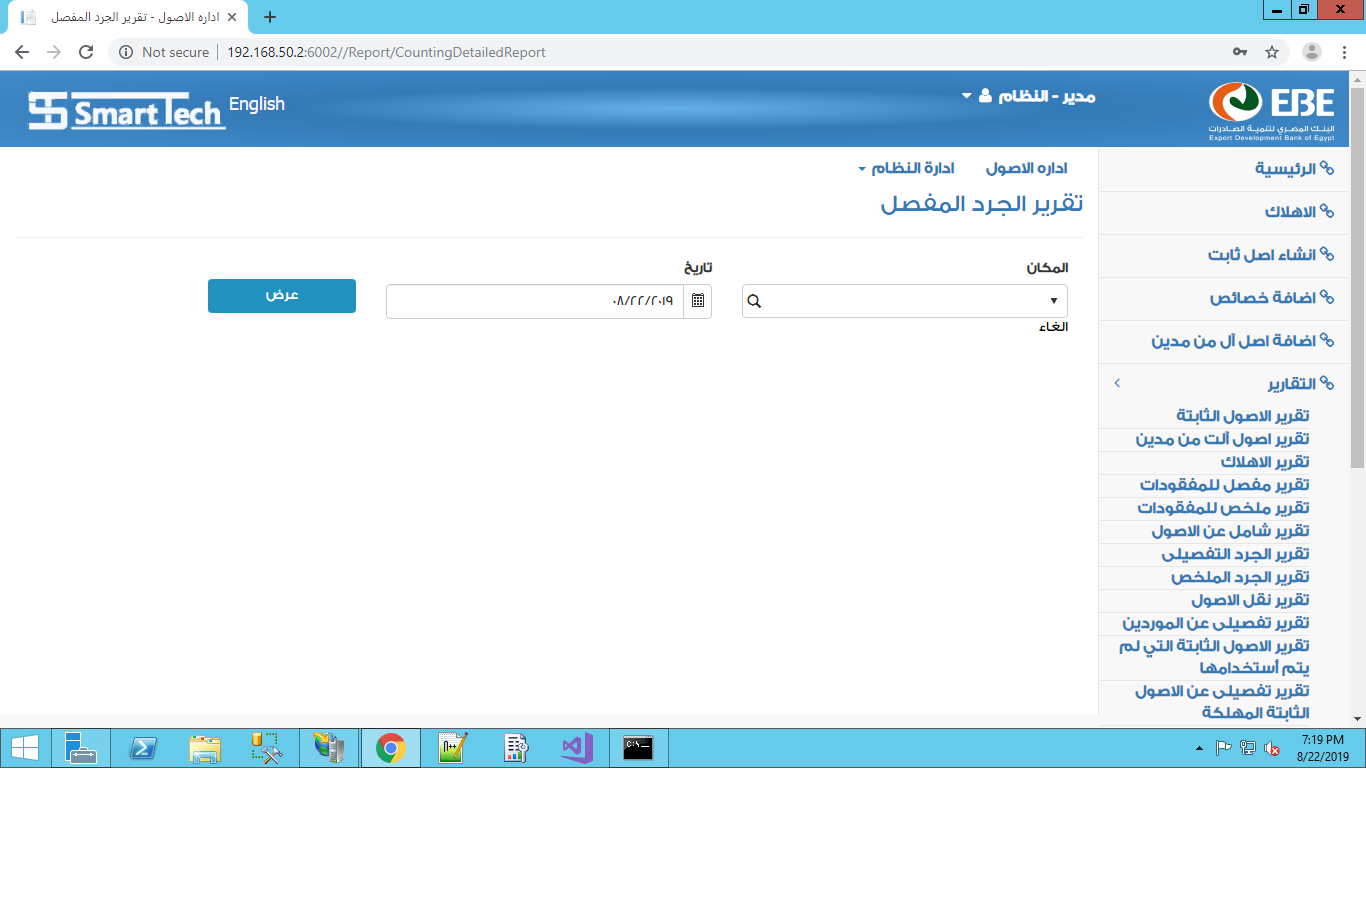 اداره الاصول - تقرير الجرد المفصل
Not secure
192.168.50.2:6002//Report/CountingDetailedReport
SmartTech
English
مدير - النظام
EBE
البنك المصري لتنمية الصادرات
Export Development Bank of Egypt
اداره الاصول
ادارة النظام
تقرير الجرد المفصل
المكان
تاريخ
٠٨/٢٢/٢٠١٩
عرض
الغاء
الرئيسية
الاهلاك
انشاء اصل ثابت
اضافة خصائص
اضافة اصل آل من مدين
التقارير
تقرير الاصول الثابتة
تقرير اصول آلت من مدين
تقرير الاهلاك
تقرير مفصل للمفقودات
تقرير ملخص للمفقودات
تقرير شامل عن الاصول
تقرير الجرد التفصيلى
تقرير الجرد الملخص
تقرير نقل الاصول
تقرير تفصيلى عن الموردين
تقرير الاصول الثابتة التي لم
يتم أستخدامها
تقرير تفصيلى عن الاصول
الثابتة المهلكة
7:19 PM
8/22/2019